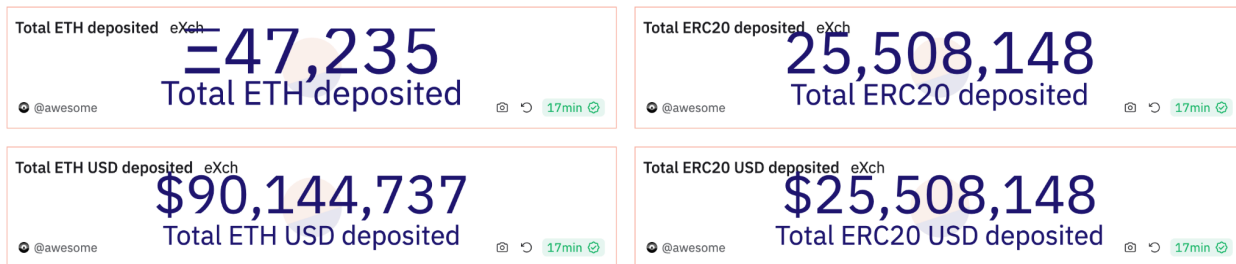 Total ETH deposited eXch
Ξ47,235
Total ETH deposited
@awesome 17min
Total ERC20 deposited eXch
25,508,148
Total ERC20 deposited
@awesome 17min
Total ETH USD deposited eXch
$90,144,737
Total ETH USD deposited
@awesome 17min
Total ERC20 USD deposited eXch
$25,508,148
Total ERC20 USD deposited
@awesome 17min